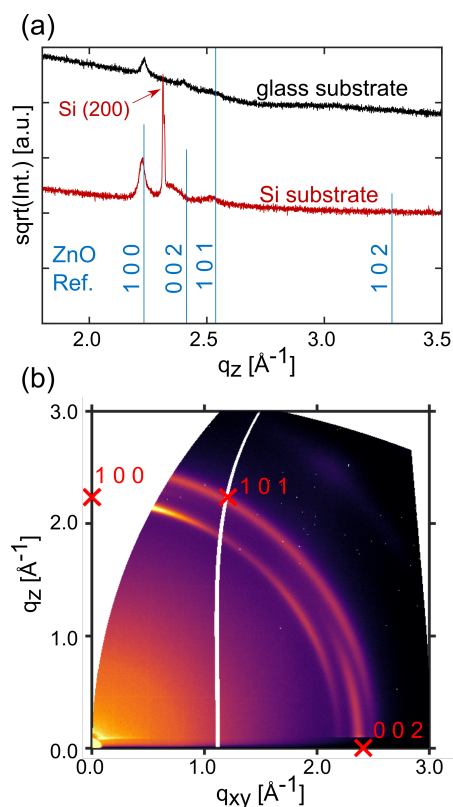 (a)
glass substrate
Si (200)
Si substrate
ZnO
Ref.
1 0 0
0 0 2
1 0 1
1 0 2
sqrt(Int.) [a.u.]
2.0 2.5 3.0 3.5
qz [Å-1]
(b)
3.0
1 0 0
1 0 1
2.0
qz [Å-1]
1.0
0 0 2
0.0
0.0 1.0 2.0 3.0
qxy [Å-1]